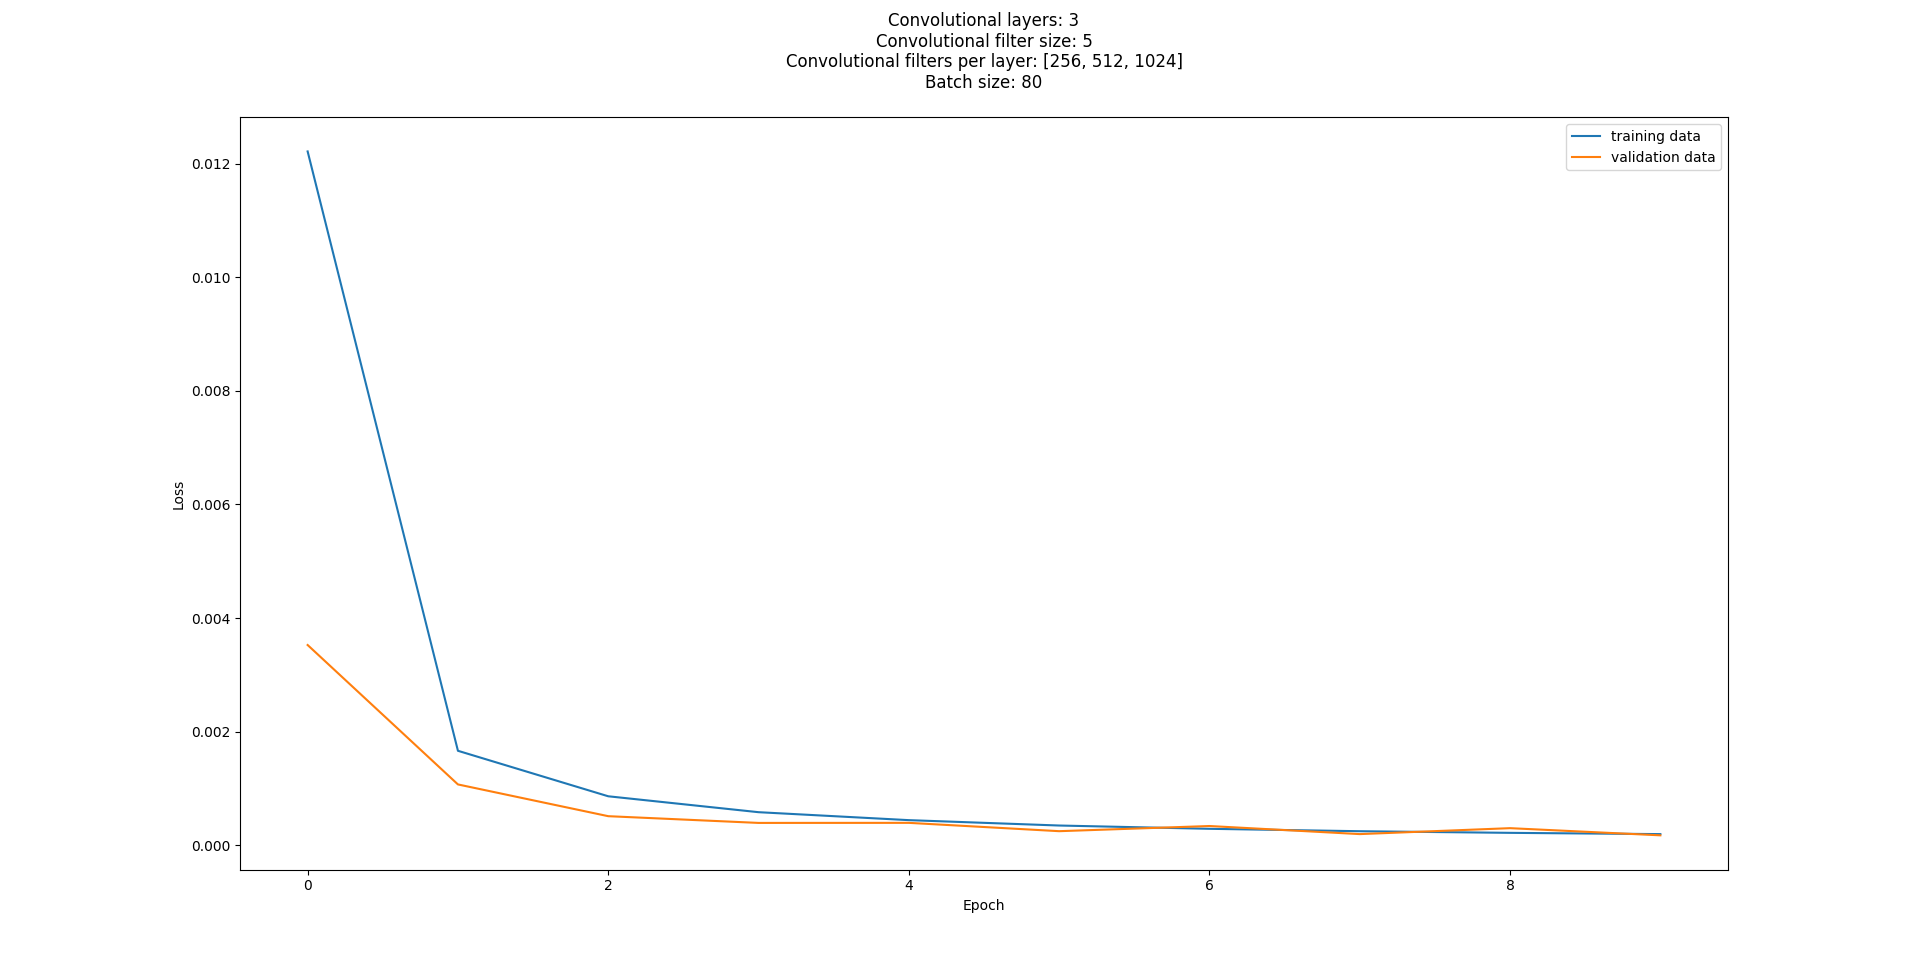 Convolutional layers: 3
Convolutional filter size: 5
Convolutional filters per layer: [256, 512, 1024]
Batch size: 80
training data
validation data
0.012
0.010
0.008
0.006
0.004
0.002
0.000
Loss
0 2 4 6 8
Epoch